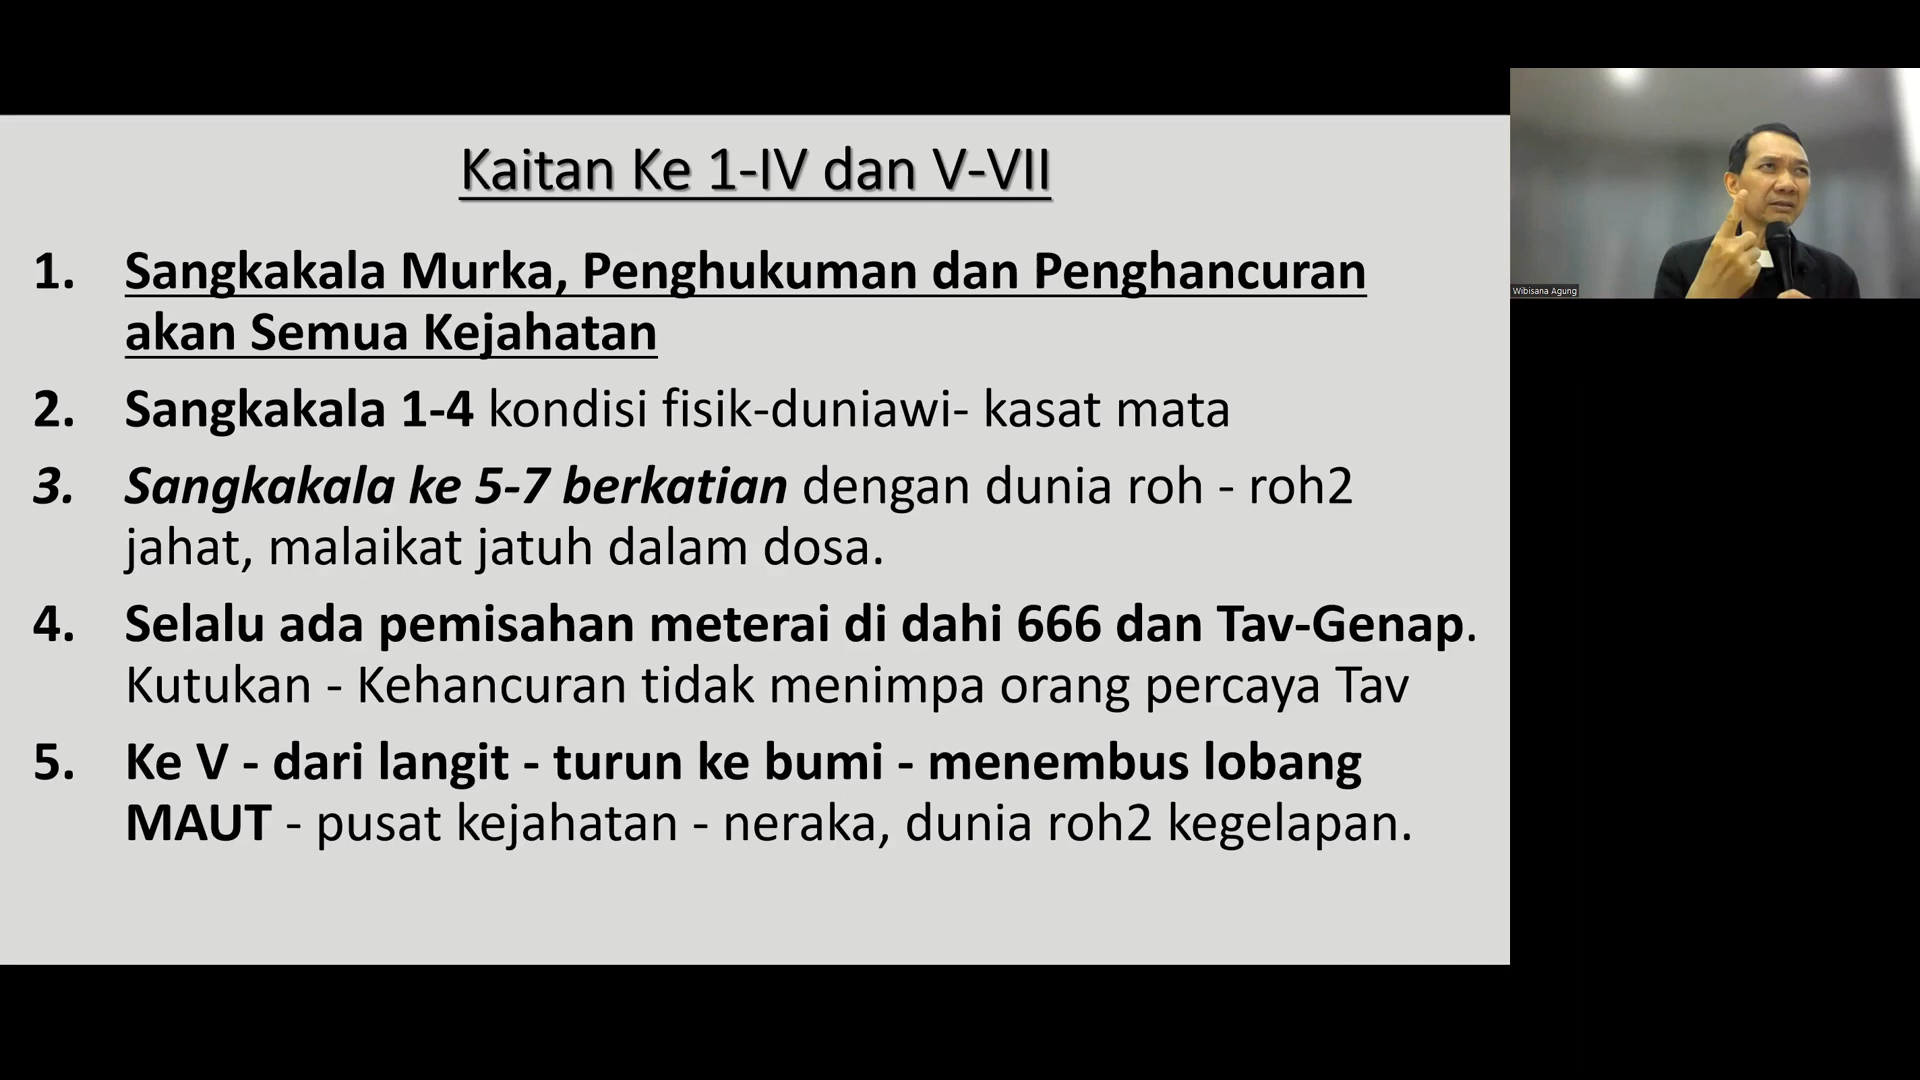 Kaitan Ke 1-IV dan V-VII
1. Sangkakala Murka, Penghukuman dan Penghancuran
akan Semua Kejahatan
2. Sangkakala 1-4 kondisi fisik-duniawi- kasat mata
3. Sangkakala ke 5-7 berkatian dengan dunia roh - roh2
jahat, malaikat jatuh dalam dosa.
4. Selalu ada pemisahan meterai di dahi 666 dan Tav-Genap.
Kutukan - Kehancuran tidak menimpa orang percaya Tav
5. Ke V - dari langit - turun ke bumi - menembus lobang
MAUT - pusat kejahatan - neraka, dunia roh2 kegelapan.
Wibisana Agung